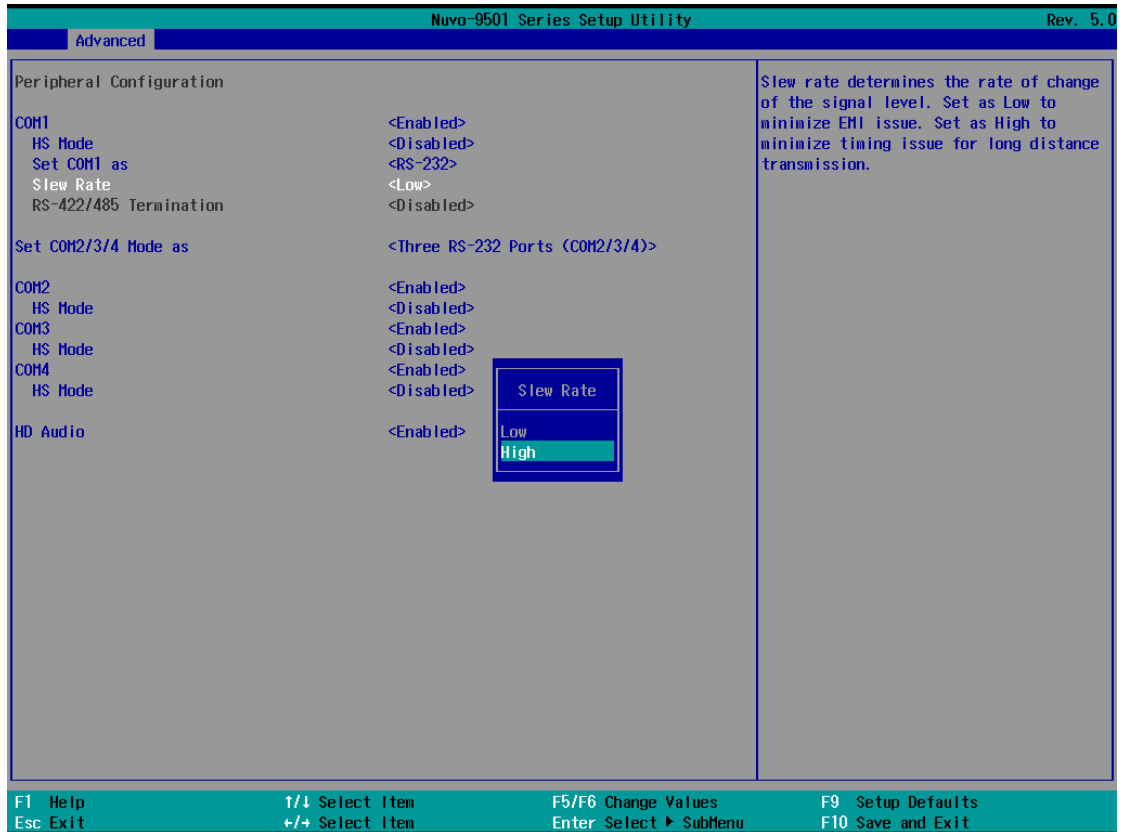 Nuvo-9501 Series Setup Utility Rev. 5.0
Advanced
Peripheral Configuration
COM1 <Enabled>
HS Mode <Disabled>
Set COM1 as <RS-232>
Slew Rate <Low>
RS-422/485 Termination <Disabled>
Set COM2/3/4 Mode as <Three RS-232 Ports (COM2/3/4)>
COM2 <Enabled>
HS Mode <Disabled>
COM3 <Enabled>
HS Mode <Disabled>
COM4 <Enabled>
HS Mode <Disabled>
HD Audio <Enabled>
Slew Rate
Low
High
Slew rate determines the rate of change
of the signal level. Set as Low to
minimize EMI issue. Set as High to
minimize timing issue for long distance
transmission.
F1 Help ↑/↓ Select Item F5/F6 Change Values F9 Setup Defaults
Esc Exit ←/→ Select Item Enter Select ▶ SubMenu F10 Save and Exit